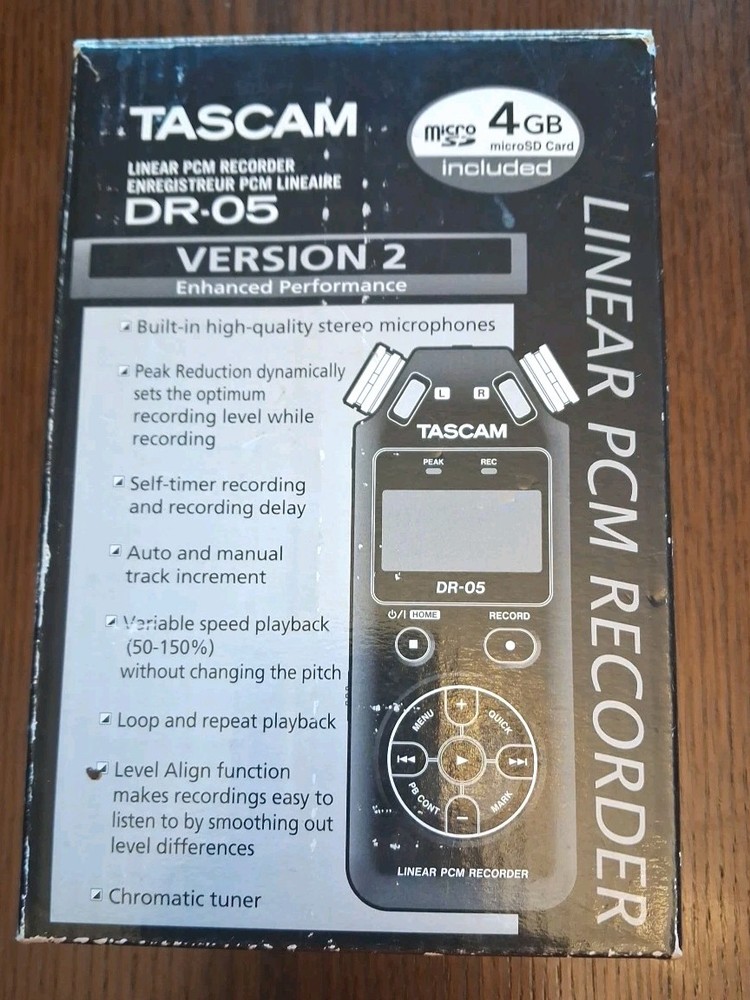 TASCAM
LINEAR PCM RECORDER
ENREGISTREUR PCM LINEAIRE
DR-05
micro SD
4GB
microSD Card
included
VERSION 2
Enhanced Performance
Built-in high-quality stereo microphones
Peak Reduction dynamically
sets the optimum
recording level while
recording
Self-timer recording
and recording delay
Auto and manual
track increment
Variable speed playback
(50-150%)
without changing the pitch
Loop and repeat playback
Level Align function
makes recordings easy to
listen to by smoothing out
level differences
Chromatic tuner
L R
TASCAM
PEAK REC
DR-05
⏻/I HOME RECORD
+
MENU QUICK
PB CONT MARK
−
LINEAR PCM RECORDER
LINEAR PCM RECORDER